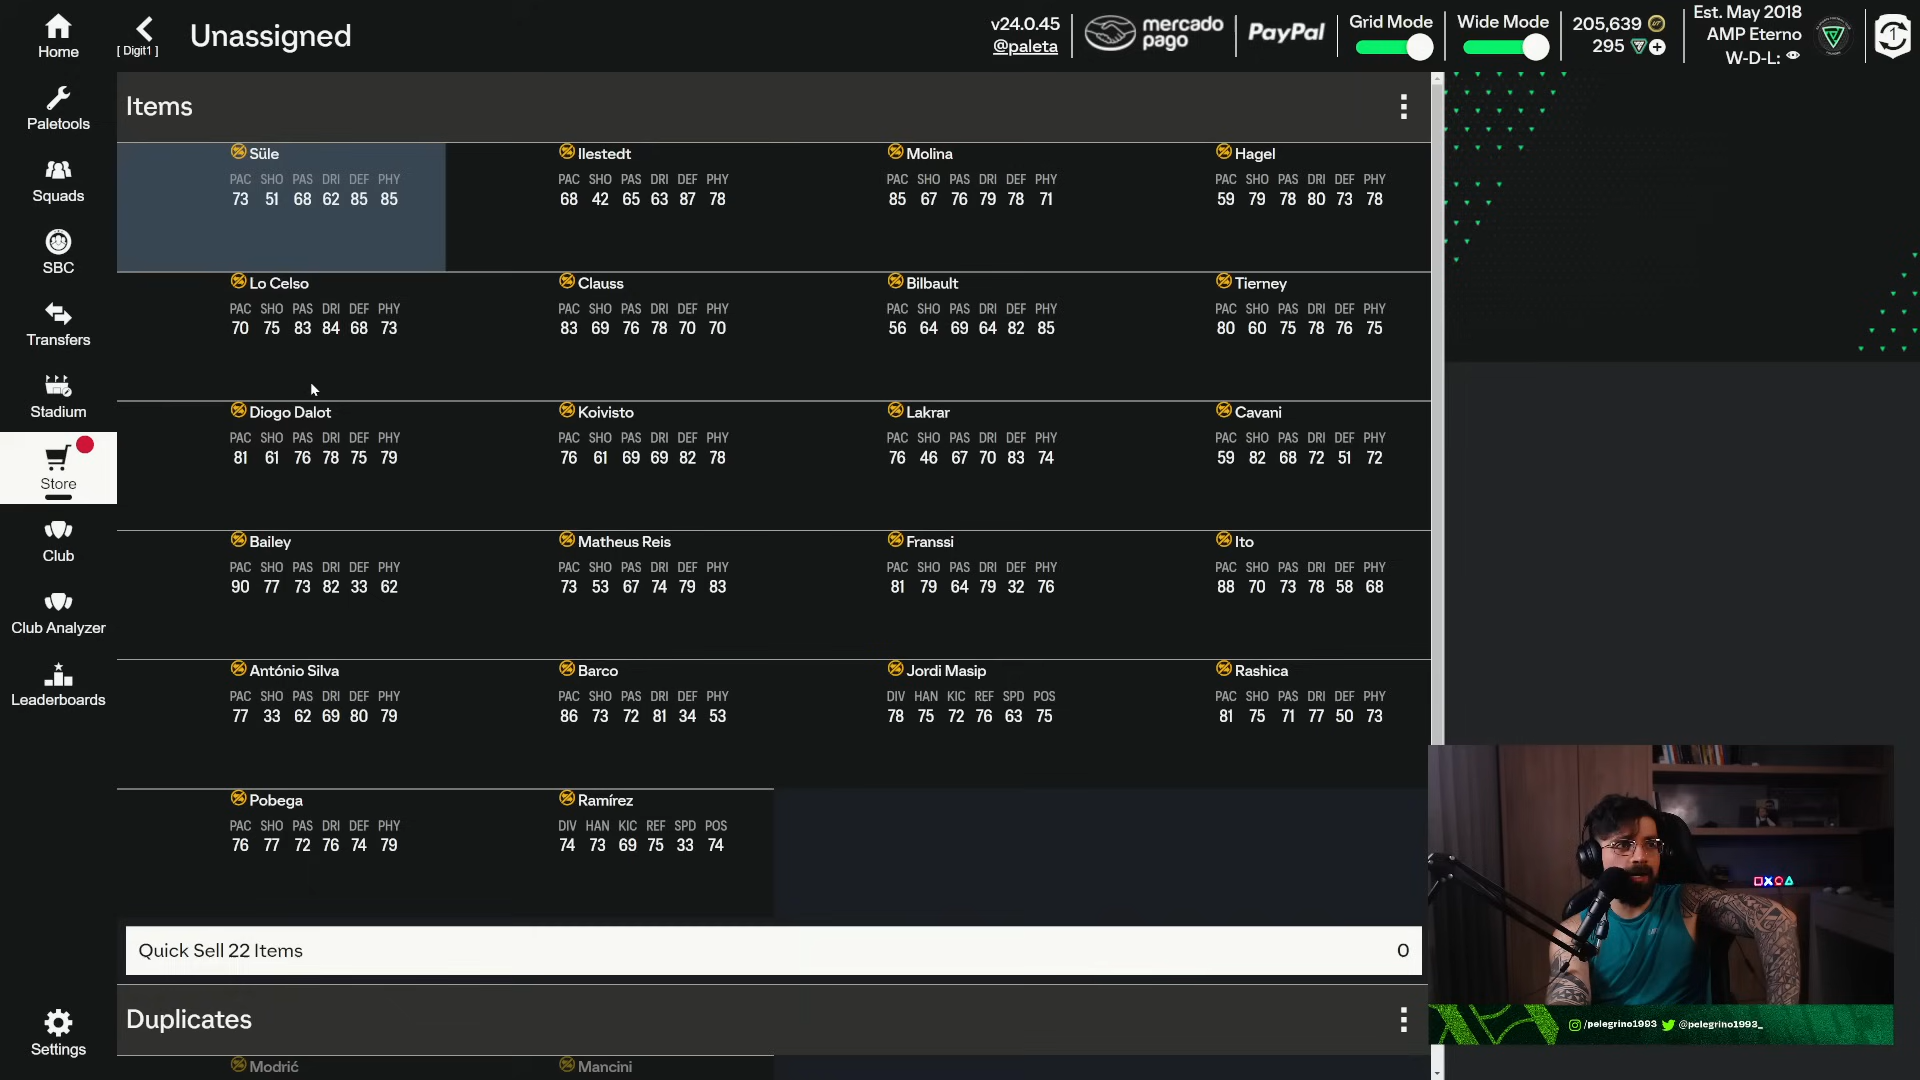 Home
[ Digit1 ]
Unassigned
v24.0.45
@paleta
mercado
pago
PayPal
Grid Mode
Wide Mode
205,639
295
Est. May 2018
AMP Eterno
W-D-L:
1
Paletools
Squads
SBC
Transfers
Stadium
Store
Club
Club Analyzer
Leaderboards
Settings
Items
Süle
PAC SHO PAS DRI DEF PHY
73 51 68 62 85 85
Ilestedt
PAC SHO PAS DRI DEF PHY
68 42 65 63 87 78
Molina
PAC SHO PAS DRI DEF PHY
85 67 76 79 78 71
Hagel
PAC SHO PAS DRI DEF PHY
59 79 78 80 73 78
Lo Celso
PAC SHO PAS DRI DEF PHY
70 75 83 84 68 73
Clauss
PAC SHO PAS DRI DEF PHY
83 69 76 78 70 70
Bilbault
PAC SHO PAS DRI DEF PHY
56 64 69 64 82 85
Tierney
PAC SHO PAS DRI DEF PHY
80 60 75 78 76 75
Diogo Dalot
PAC SHO PAS DRI DEF PHY
81 61 76 78 75 79
Koivisto
PAC SHO PAS DRI DEF PHY
76 61 69 69 82 78
Lakrar
PAC SHO PAS DRI DEF PHY
76 46 67 70 83 74
Cavani
PAC SHO PAS DRI DEF PHY
59 82 68 72 51 72
Bailey
PAC SHO PAS DRI DEF PHY
90 77 73 82 33 62
Matheus Reis
PAC SHO PAS DRI DEF PHY
73 53 67 74 79 83
Franssi
PAC SHO PAS DRI DEF PHY
81 79 64 79 32 76
Ito
PAC SHO PAS DRI DEF PHY
88 70 73 78 58 68
António Silva
PAC SHO PAS DRI DEF PHY
77 33 62 69 80 79
Barco
PAC SHO PAS DRI DEF PHY
86 73 72 81 34 53
Jordi Masip
DIV HAN KIC REF SPD POS
78 75 72 76 63 75
Rashica
PAC SHO PAS DRI DEF PHY
81 75 71 77 50 73
Pobega
PAC SHO PAS DRI DEF PHY
76 77 72 76 74 79
Ramírez
DIV HAN KIC REF SPD POS
74 73 69 75 33 74
Quick Sell 22 Items 0
Duplicates
Modrić
Mancini
/pelegrino1993 @pelegrino1993_